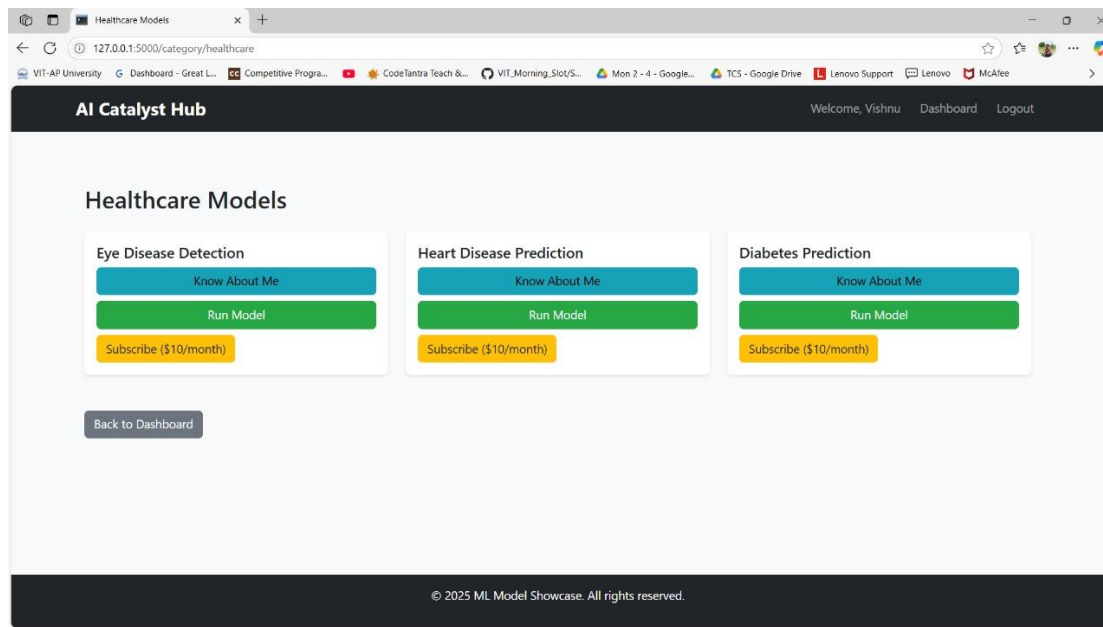 Healthcare Models
127.0.0.1:5000/category/healthcare
VIT-AP University Dashboard - Great L... Competitive Progra... CodeTantra Teach &... VIT_Morning_Slot/S... Mon 2 - 4 - Google... TCS - Google Drive Lenovo Support Lenovo McAfee
AI Catalyst Hub Welcome, Vishnu Dashboard Logout
Healthcare Models
Eye Disease Detection Heart Disease Prediction Diabetes Prediction
Know About Me Know About Me Know About Me
Run Model Run Model Run Model
Subscribe ($10/month) Subscribe ($10/month) Subscribe ($10/month)
Back to Dashboard
© 2025 ML Model Showcase. All rights reserved.